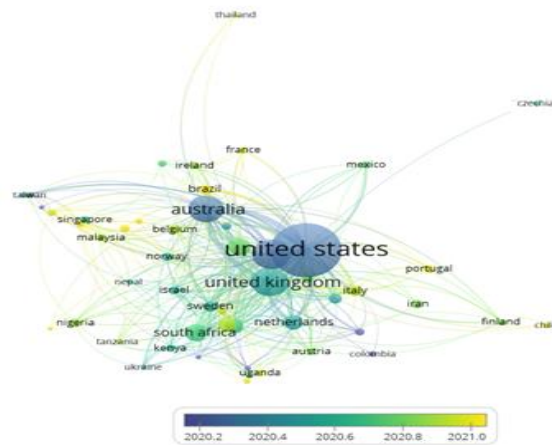 thailand
czechia
france
ireland
mexico
brazil
taiwan
australia
singapore
belgium
malaysia
united states
norway
portugal
nepal
united kingdom
israel
italy
sweden
iran
nigeria
south africa
netherlands
finland
chil
tanzania
kenya
austria
colombia
ukraine
uganda
2020.2 2020.4 2020.6 2020.8 2021.0